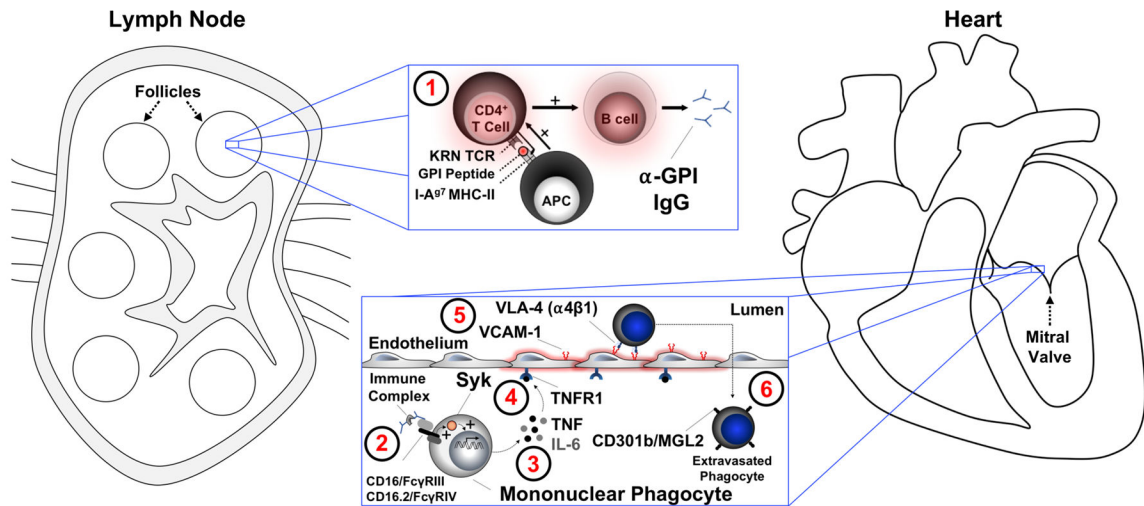 Lymph Node
Heart
Follicles
1
CD4+
T Cell
+
B cell
+
KRN TCR
GPI Peptide
I-Ag7 MHC-II
APC
α-GPI
IgG
5
VLA-4 (α4β1)
VCAM-1
Lumen
Endothelium
Mitral
Valve
Immune
Complex
Syk
4
TNFR1
6
2
+
+
TNF
IL-6
3
CD301b/MGL2
CD16/FcγRIII
CD16.2/FcγRIV
Extravasated
Phagocyte
Mononuclear Phagocyte